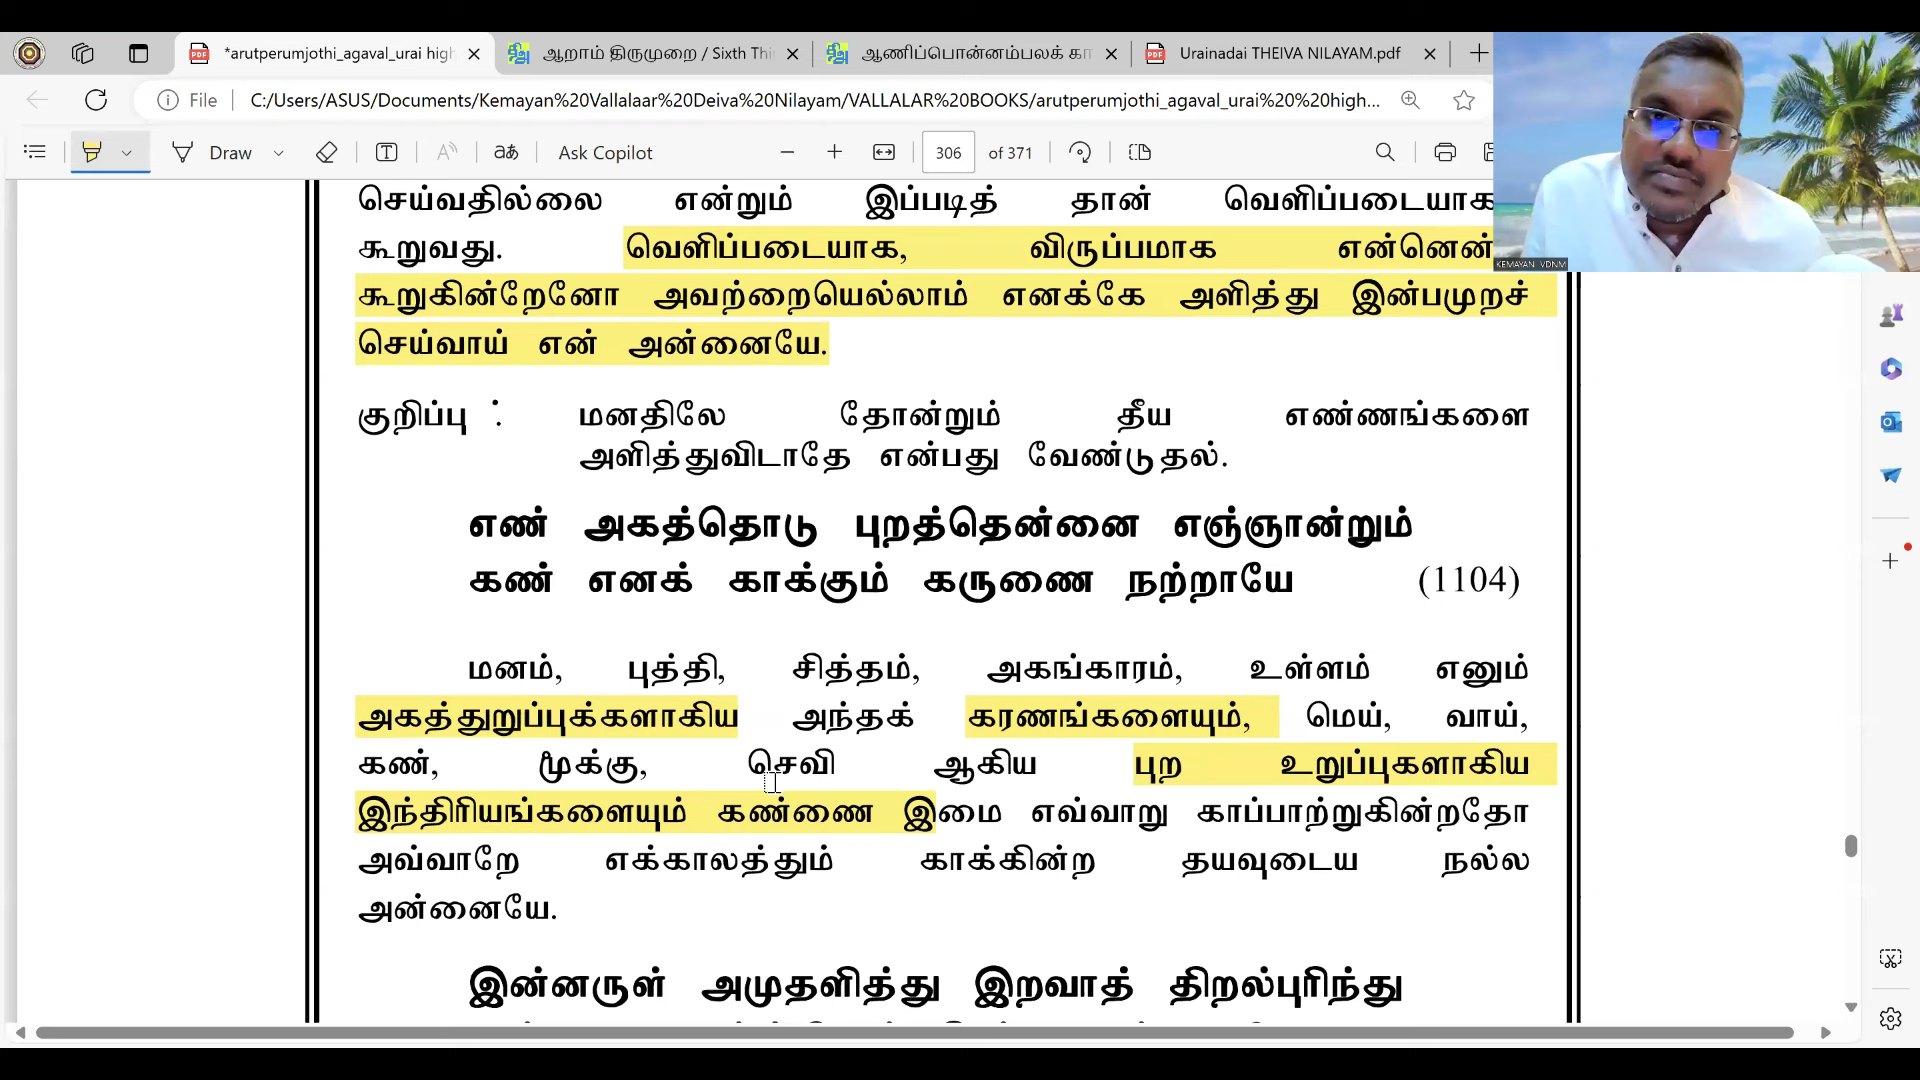 *arutperumjothi_agaval_urai high
ஆறாம் திருமுறை / Sixth Thi
ஆணிப்பொன்னம்பலக் கா
Urainadai THEIVA NILAYAM.pdf
File
C:/Users/ASUS/Documents/Kemayan%20Vallalaar%20Deiva%20Nilayam/VALLALAR%20BOOKS/arutperumjothi_agaval_urai%20%20high...
Draw
Ask Copilot
306 of 371
KEMAYAN VDNM
செய்வதில்லை என்றும் இப்படித் தான் வெளிப்படையாக
கூறுவது. வெளிப்படையாக, விருப்பமாக என்னென்
கூறுகின்றேனோ அவற்றையெல்லாம் எனக்கே அளித்து இன்பமுறச்
செய்வாய் என் அன்னையே.
குறிப்பு : மனதிலே தோன்றும் தீய எண்ணங்களை
அளித்துவிடாதே என்பது வேண்டுதல்.
எண் அகத்தொடு புறத்தென்னை எஞ்ஞான்றும்
கண் எனக் காக்கும் கருணை நற்றாயே (1104)
மனம், புத்தி, சித்தம், அகங்காரம், உள்ளம் எனும்
அகத்துறுப்புக்களாகிய அந்தக் கரணங்களையும், மெய், வாய்,
கண், மூக்கு, செவி ஆகிய புற உறுப்புகளாகிய
இந்திரியங்களையும் கண்ணை இமை எவ்வாறு காப்பாற்றுகின்றதோ
அவ்வாறே எக்காலத்தும் காக்கின்ற தயவுடைய நல்ல
அன்னையே.
இன்னருள் அமுதளித்து இறவாத் திறல்புரிந்து